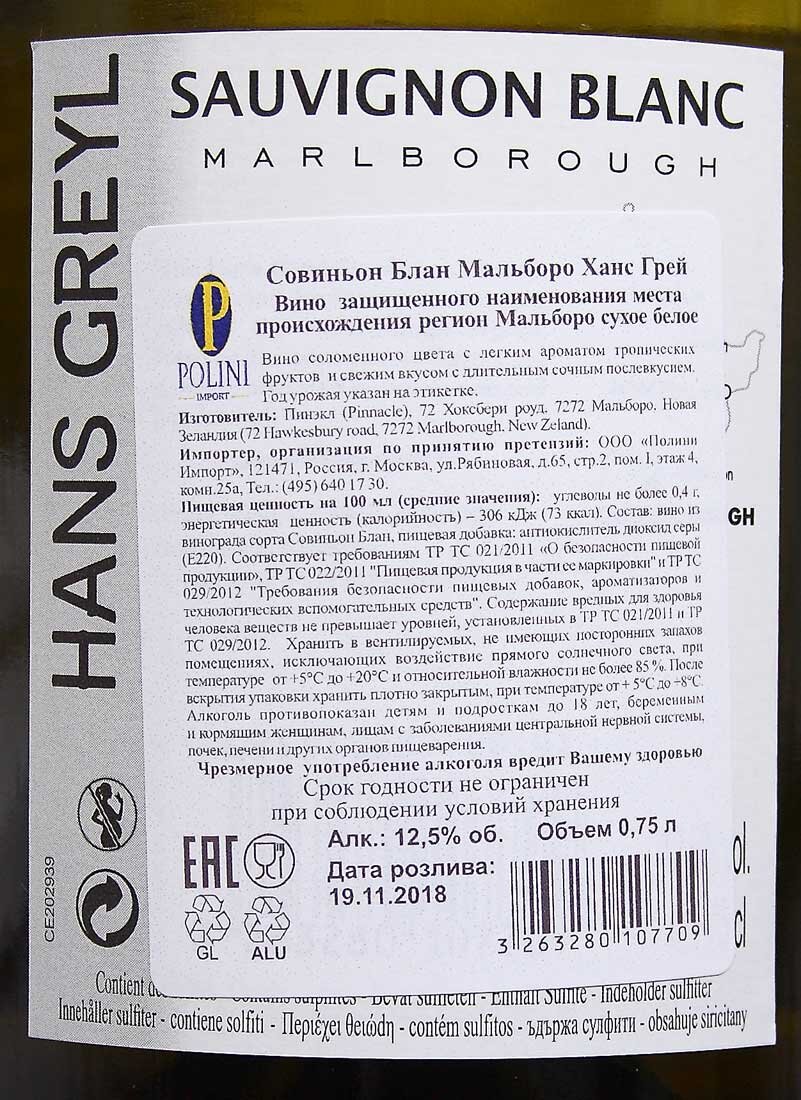 HANS GREYL
SAUVIGNON BLANC
MARLBOROUGH
P
POLINI
IMPORT
Совиньон Блан Мальборо Ханс Грей
Вино защищенного наименования места
происхождения регион Мальборо сухое белое
Вино соломенного цвета с легким ароматом тропических
фруктов и свежим вкусом с длительным сочным послевкусием.
Год урожая указан на этикетке.
Изготовитель: Пинэкл (Pinnacle), 72 Хоксбери роуд, 7272 Мальборо, Новая
Зеландия (72 Hawkesbury road, 7272 Marlborough, New Zeland).
Импортер, организация по принятию претензий: ООО «Полини
Импорт», 121471, Россия, г. Москва, ул.Рябиновая, д.65, стр.2, пом. I, этаж 4,
комн.25а, Тел.: (495) 640 17 30.
Пищевая ценность на 100 мл (средние значения): углеводы не более 0,4 г,
энергетическая ценность (калорийность) – 306 кДж (73 ккал). Состав: вино из
винограда сорта Совиньон Блан, пищевая добавка: антиокислитель диоксид серы
(Е220). Соответствует требованиям ТР ТС 021/2011 «О безопасности пищевой
продукции», ТР ТС 022/2011 "Пищевая продукция в части ее маркировки" и ТР ТС
029/2012 "Требования безопасности пищевых добавок, ароматизаторов и
технологических вспомогательных средств". Содержание вредных для здоровья
человека веществ не превышает уровней, установленных в ТР ТС 021/2011 и ТР
ТС 029/2012. Хранить в вентилируемых, не имеющих посторонних запахов
помещениях, исключающих воздействие прямого солнечного света, при
температуре от +5°С до +20°С и относительной влажности не более 85 %. После
вскрытия упаковки хранить плотно закрытым, при температуре от + 5°С до +8°С.
Алкоголь противопоказан детям и подросткам до 18 лет, беременным
и кормящим женщинам, лицам с заболеваниями центральной нервной системы,
почек, печени и других органов пищеварения.
Чрезмерное употребление алкоголя вредит Вашему здоровью
Срок годности не ограничен
при соблюдении условий хранения
Алк.: 12,5% об. Объем 0,75 л
Дата розлива:
19.11.2018
EAC
GL ALU
3 263280 107709
GH
ol.
cl
CE202939
Contient - Enthält Sulfite - Indeholder sulfitter
Innehåller sulfiter - contiene solfiti - Περιέχει θειώδη - contém sulfitos - ъдържа сулфити - obsahuje siricitany